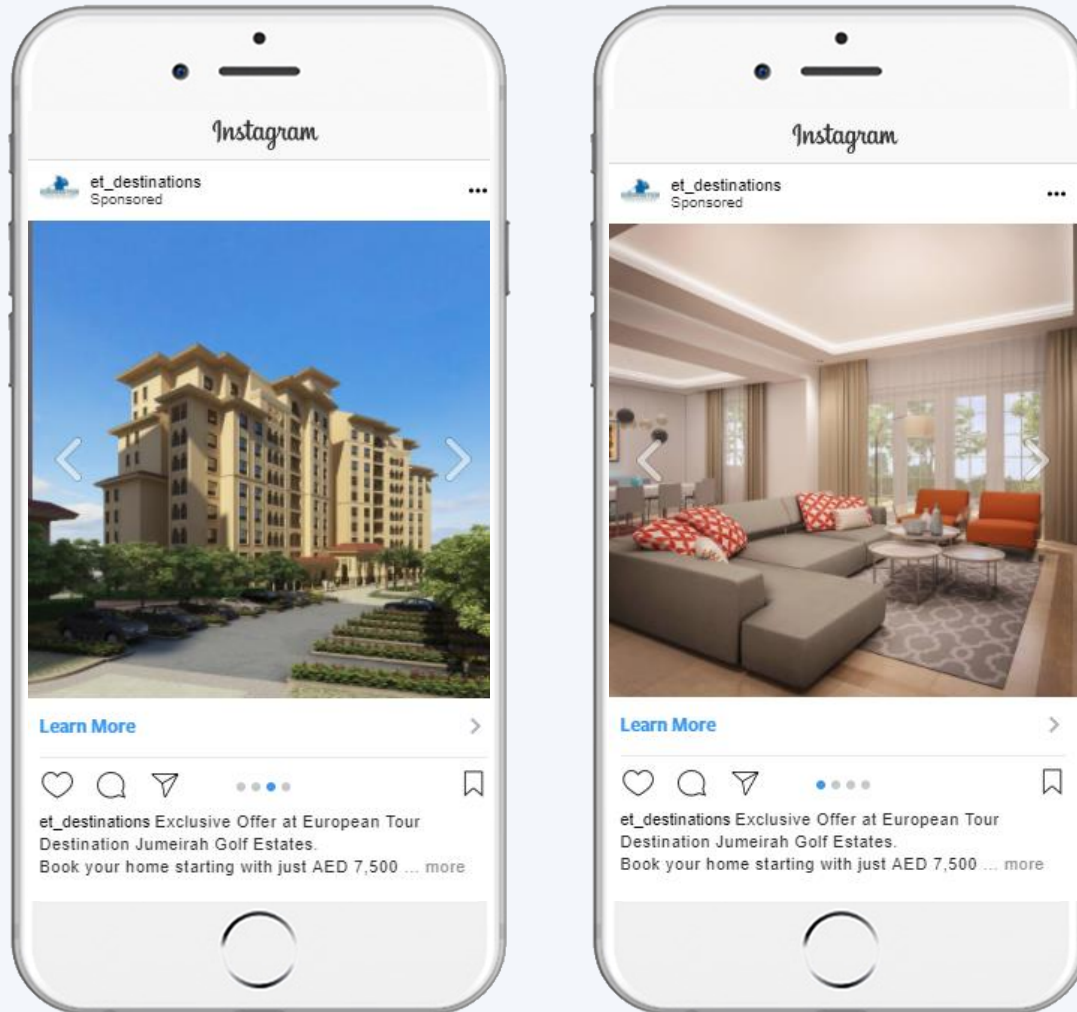 Instagram
et_destinations
Sponsored
Learn More
et_destinations Exclusive Offer at European Tour
Destination Jumeirah Golf Estates.
Book your home starting with just AED 7,500 ... more
Instagram
et_destinations
Sponsored
Learn More
et_destinations Exclusive Offer at European Tour
Destination Jumeirah Golf Estates.
Book your home starting with just AED 7,500 ... more